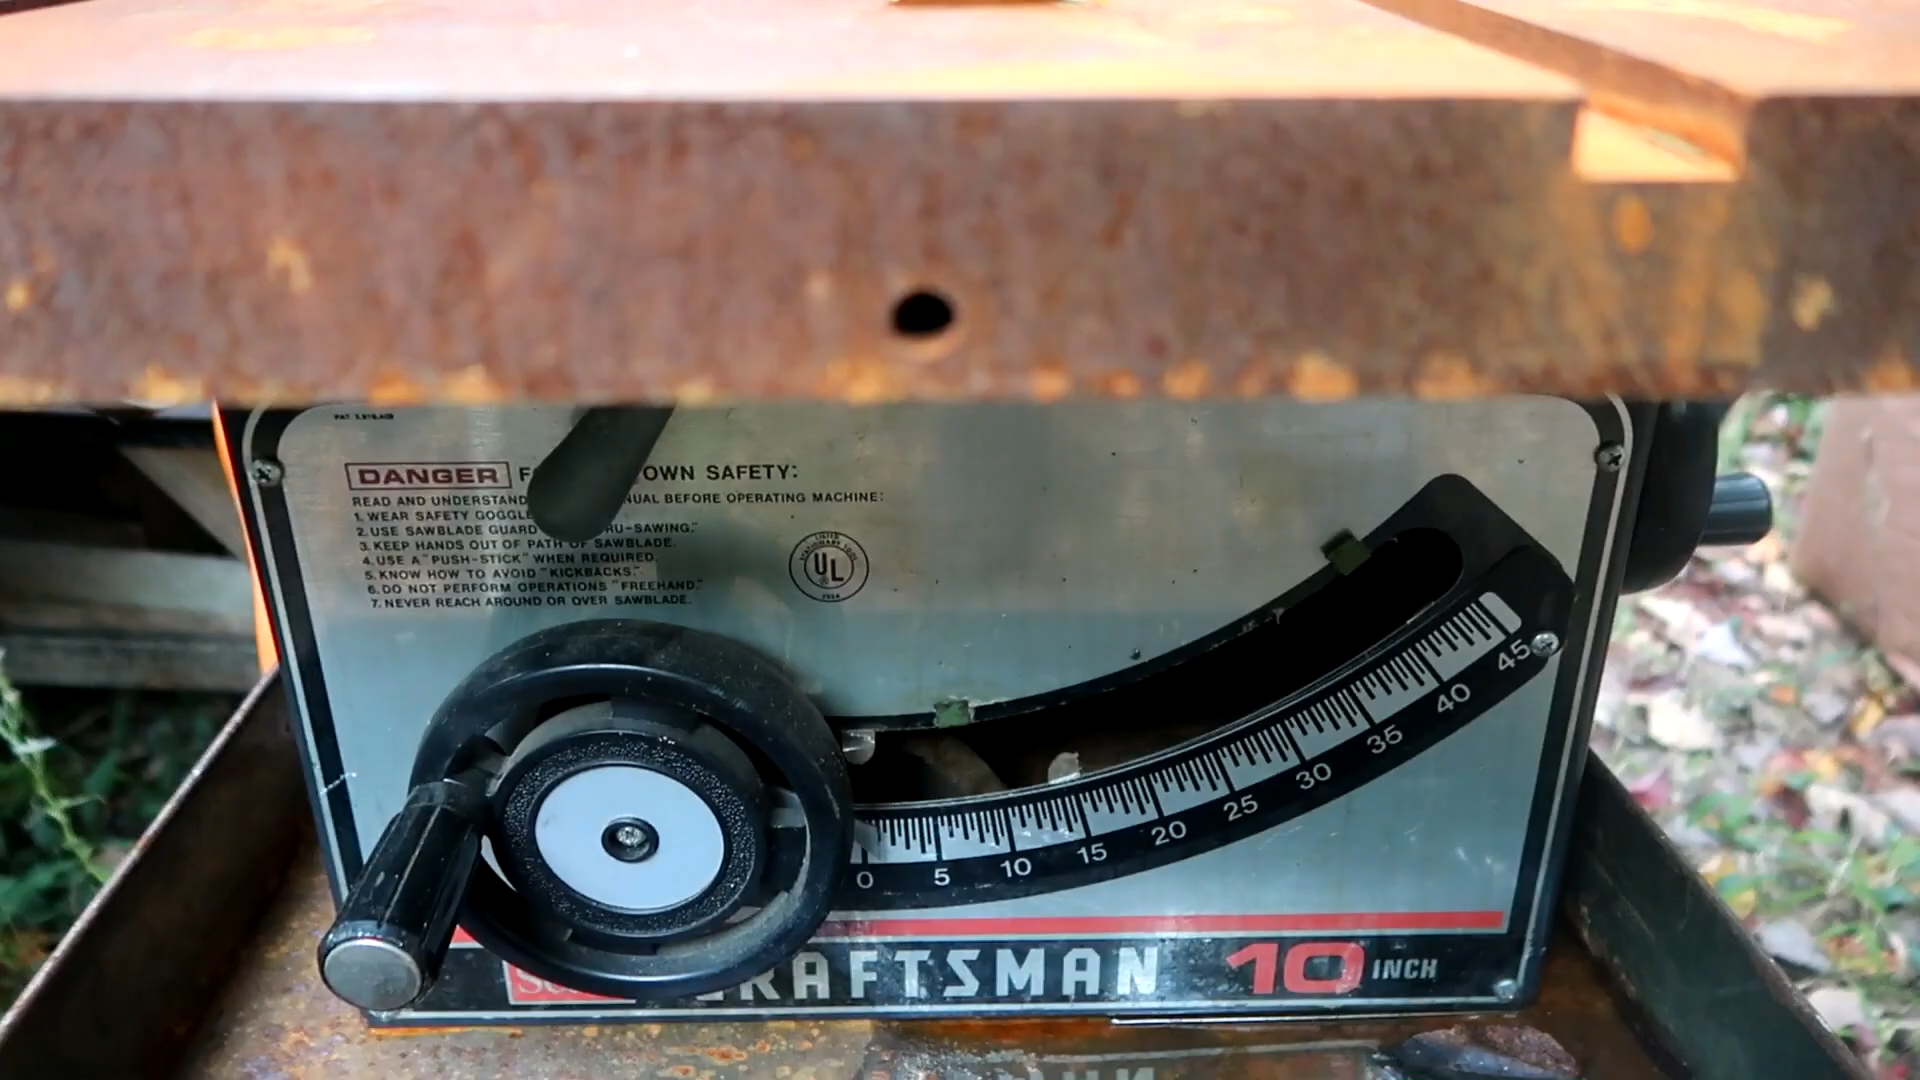 DANGER F OWN SAFETY:
READ AND UNDERSTAND NUAL BEFORE OPERATING MACHINE:
1. WEAR SAFETY GOGGLE
2. USE SAWBLADE GUARD RU-SAWING."
3. KEEP HANDS OUT OF PATH OF SAWBLADE.
4. USE A "PUSH-STICK" WHEN REQUIRED.
5. KNOW HOW TO AVOID "KICKBACKS."
6. DO NOT PERFORM OPERATIONS "FREEHAND."
7. NEVER REACH AROUND OR OVER SAWBLADE.
LISTED
UL
0 5 10 15 20 25 30 35 40 45
RAFTSMAN 10 INCH